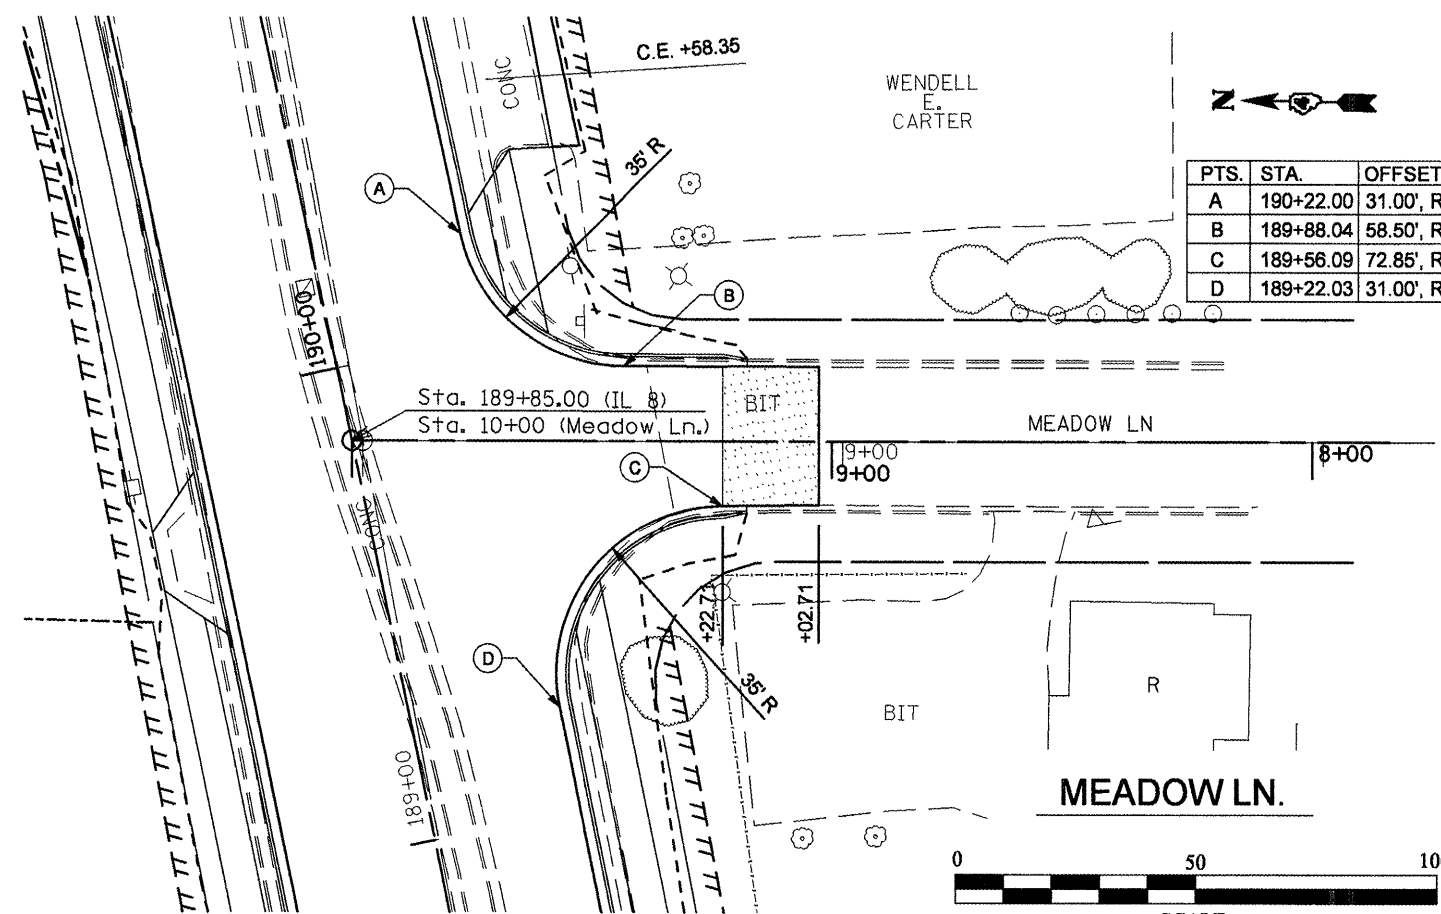 C.E. +58.35
CONC
WENDELL
E.
CARTER
N
35' R
A
PTS. STA. OFFSET
A 190+22.00 31.00', R
B 189+88.04 58.50', R
C 189+56.09 72.85', R
D 189+22.03 31.00', R
B
190+00
Sta. 189+85.00 (IL 8)
Sta. 10+00 (Meadow Ln.)
BIT
MEADOW LN
9+00
9+00
8+00
C
CONC
+22.71
+02.71
D
35' R
R
BIT
189+00
MEADOW LN.
0 50 10